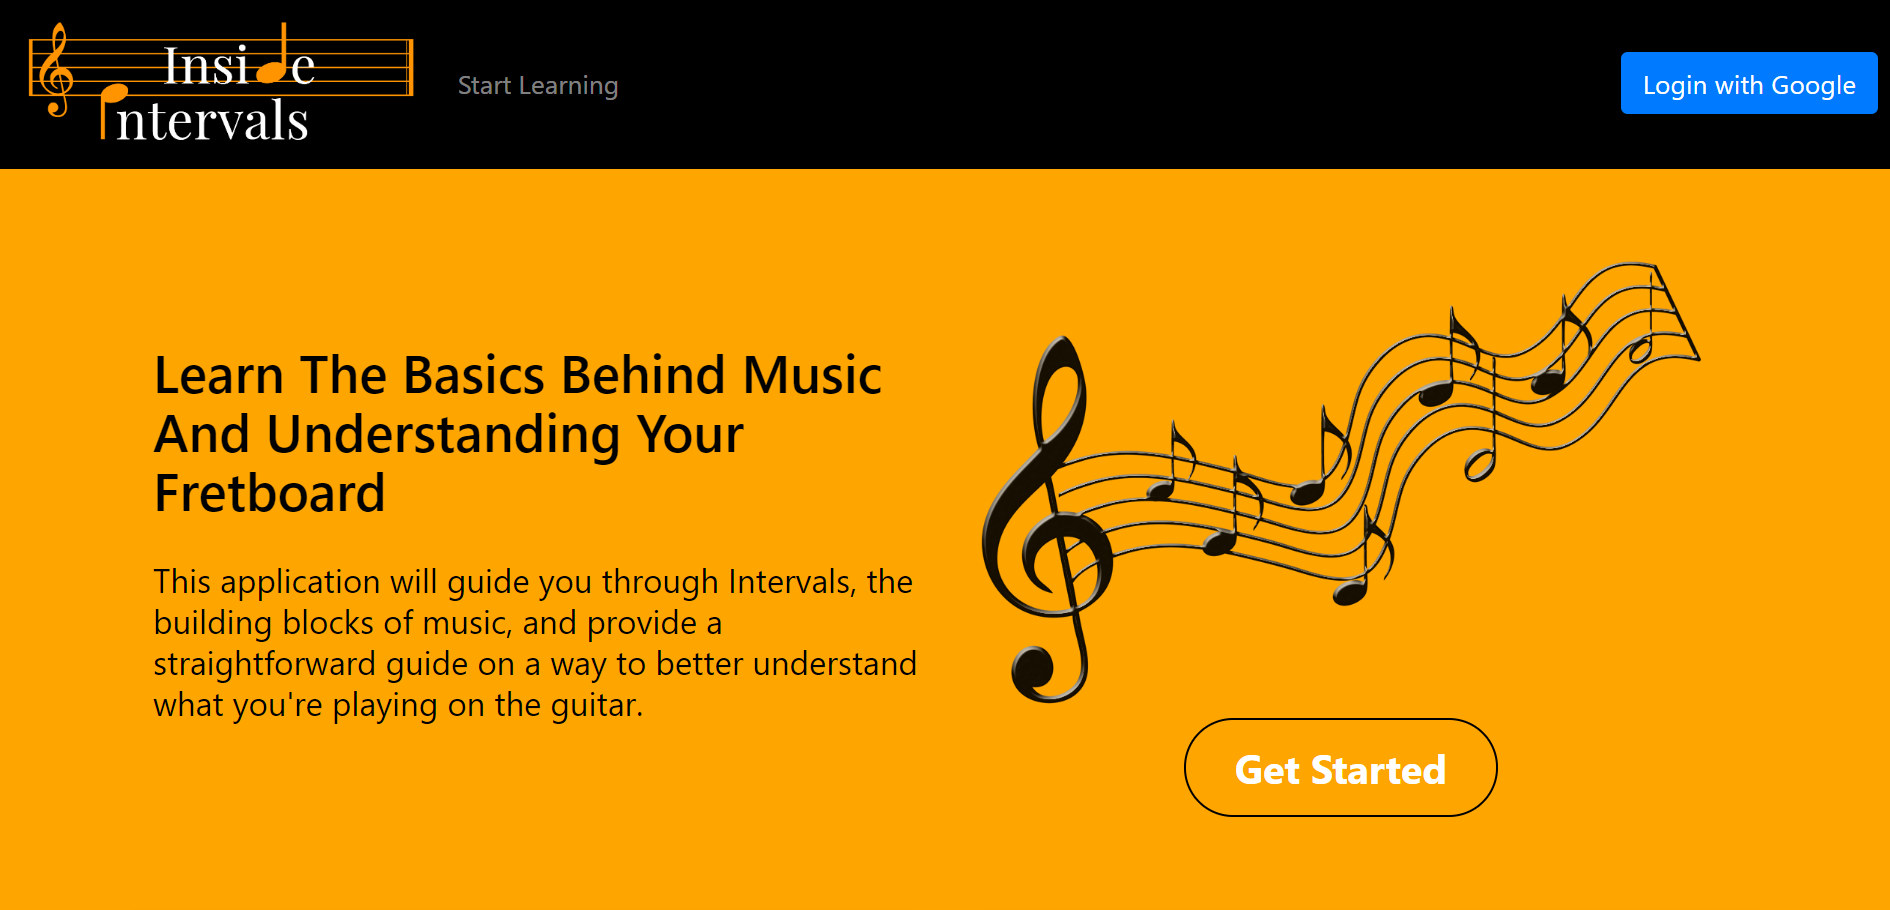 Inside
Intervals
Start Learning
Login with Google
Learn The Basics Behind Music
And Understanding Your
Fretboard
This application will guide you through Intervals, the
building blocks of music, and provide a
straightforward guide on a way to better understand
what you're playing on the guitar.
Get Started